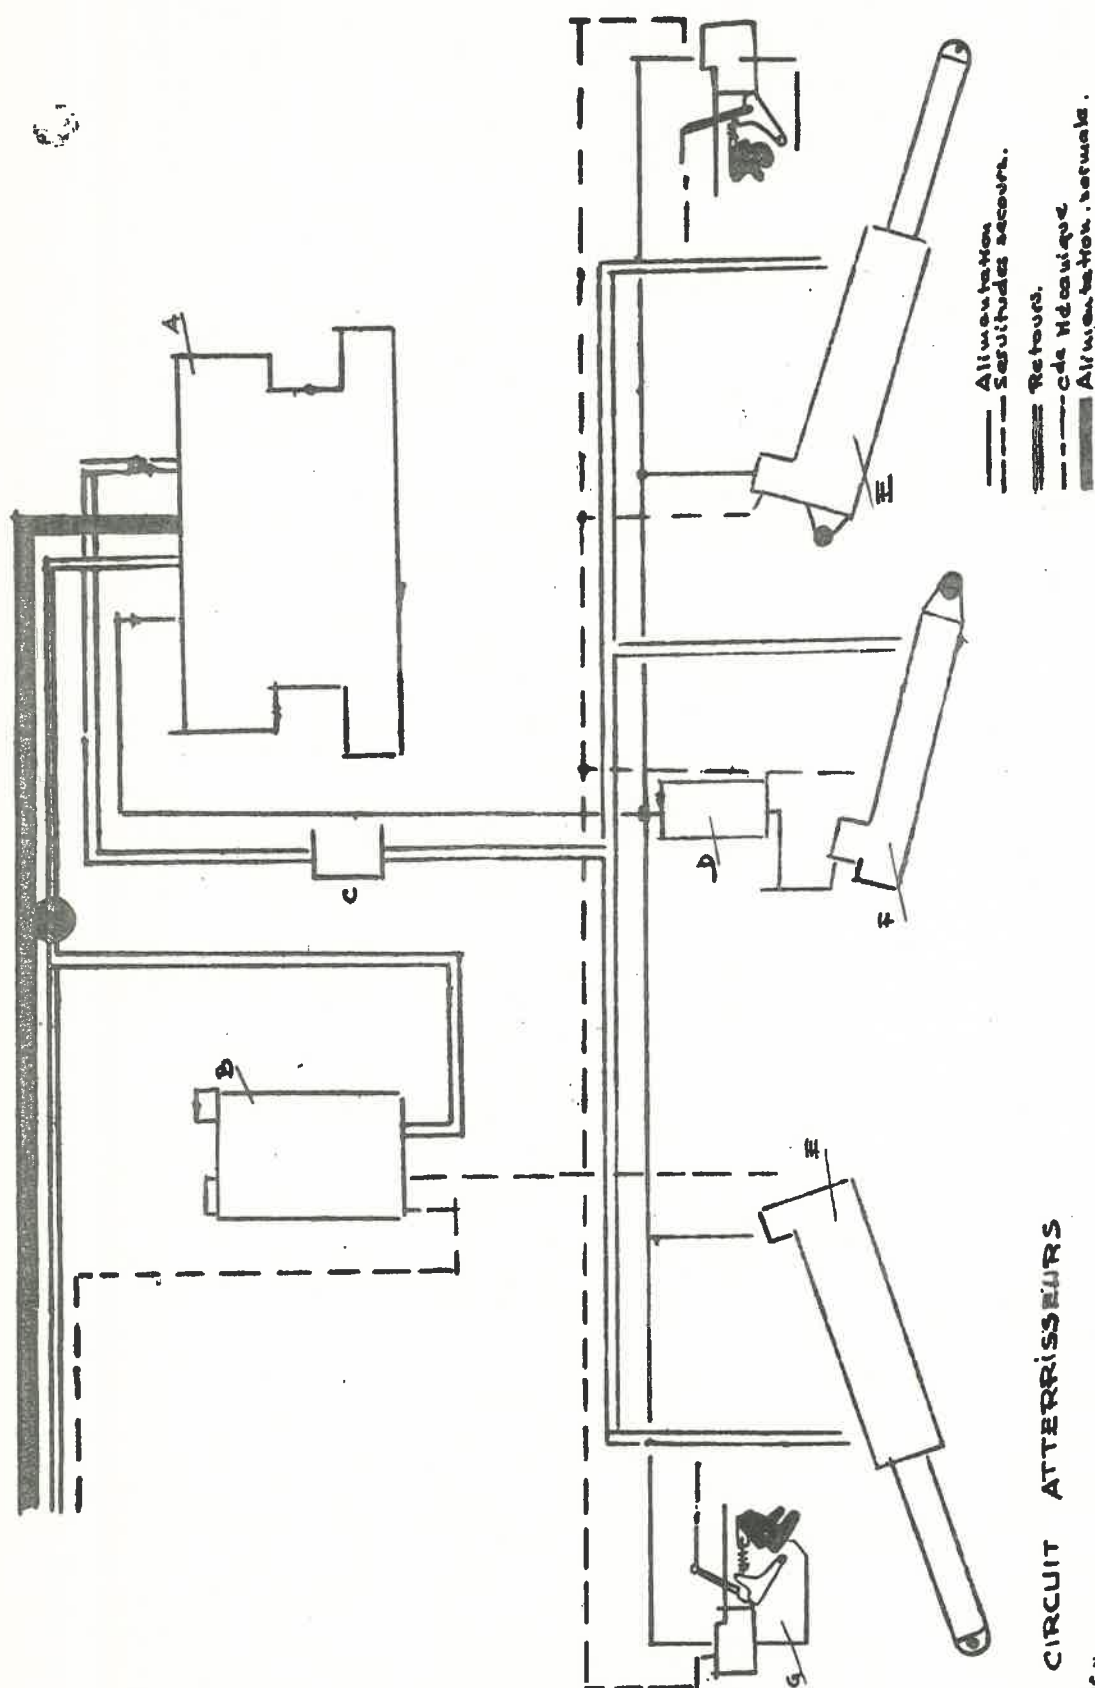 A
B
C
D
E
E
F
G
Alimentation
Servitudes secours.
Retours.
cde Mécanique
Alimentation normale.
CIRCUIT ATTERRISSEURS